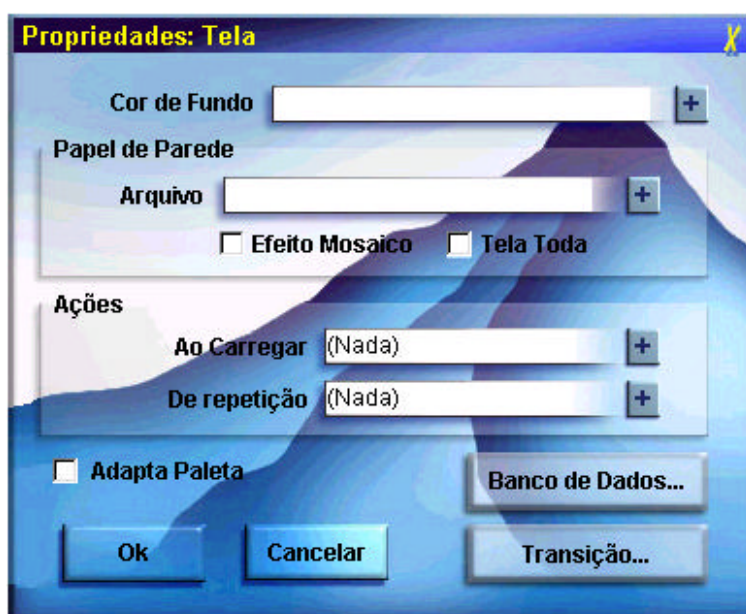 Propriedades: Tela X
Cor de Fundo +
Papel de Parede
Arquivo +
Efeito Mosaico Tela Toda
Ações
Ao Carregar (Nada) +
De repetição (Nada) +
Adapta Paleta
Banco de Dados...
Ok Cancelar Transição...